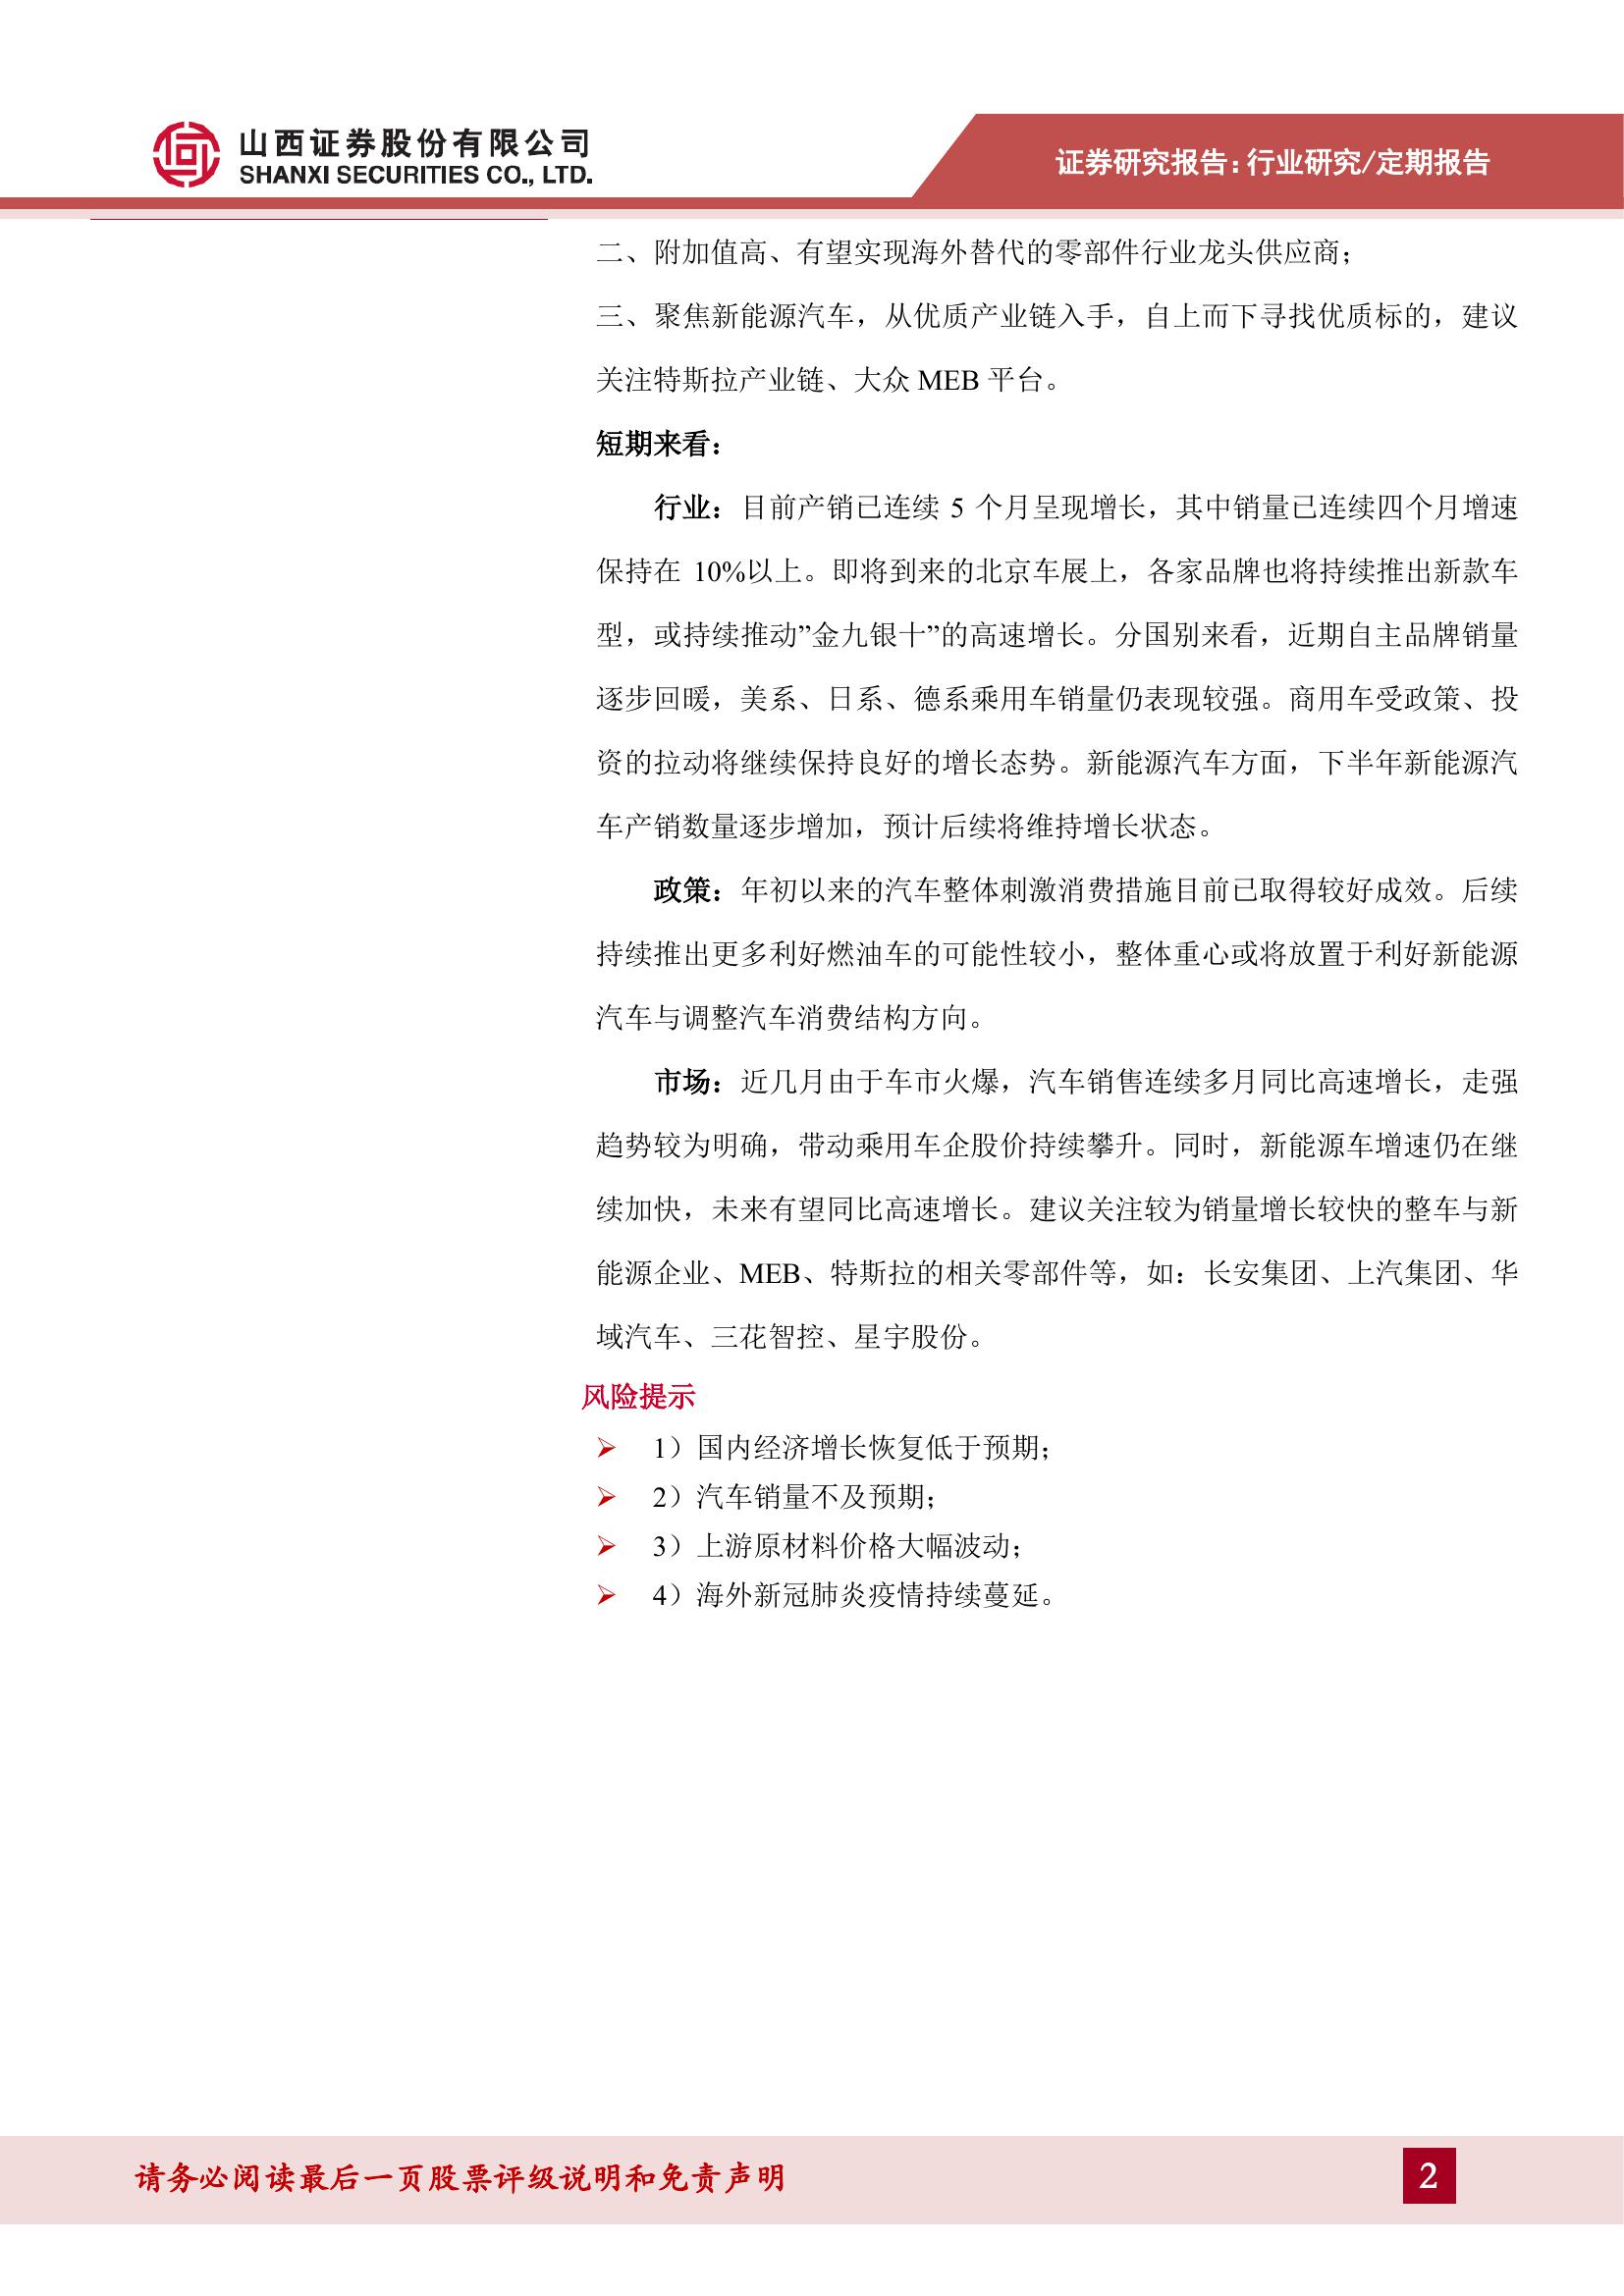 山西证券股份有限公司
SHANXI SECURITIES CO., LTD.
证券研究报告：行业研究/定期报告
二、附加值高、有望实现海外替代的零部件行业龙头供应商；
三、聚焦新能源汽车，从优质产业链入手，自上而下寻找优质标的，建议
关注特斯拉产业链、大众 MEB 平台。
短期来看：
行业：目前产销已连续 5 个月呈现增长，其中销量已连续四个月增速
保持在 10%以上。即将到来的北京车展上，各家品牌也将持续推出新款车
型，或持续推动”金九银十”的高速增长。分国别来看，近期自主品牌销量
逐步回暖，美系、日系、德系乘用车销量仍表现较强。商用车受政策、投
资的拉动将继续保持良好的增长态势。新能源汽车方面，下半年新能源汽
车产销数量逐步增加，预计后续将维持增长状态。
政策：年初以来的汽车整体刺激消费措施目前已取得较好成效。后续
持续推出更多利好燃油车的可能性较小，整体重心或将放置于利好新能源
汽车与调整汽车消费结构方向。
市场：近几月由于车市火爆，汽车销售连续多月同比高速增长，走强
趋势较为明确，带动乘用车企股价持续攀升。同时，新能源车增速仍在继
续加快，未来有望同比高速增长。建议关注较为销量增长较快的整车与新
能源企业、MEB、特斯拉的相关零部件等，如：长安集团、上汽集团、华
域汽车、三花智控、星宇股份。
风险提示
➢ 1）国内经济增长恢复低于预期；
➢ 2）汽车销量不及预期；
➢ 3）上游原材料价格大幅波动；
➢ 4）海外新冠肺炎疫情持续蔓延。
请务必阅读最后一页股票评级说明和免责声明
2